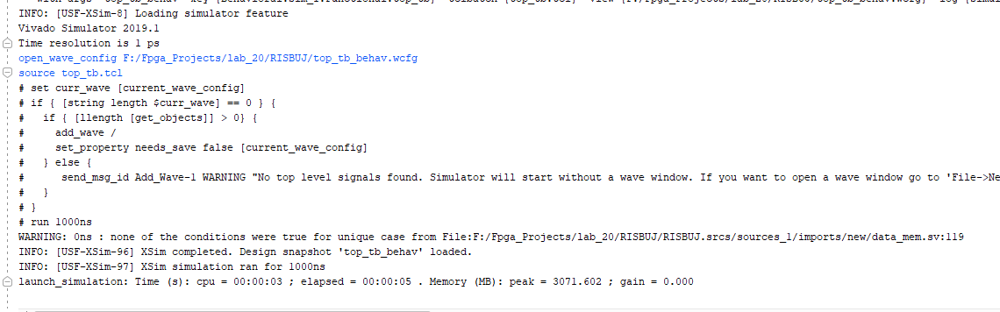 INFO: [USF-XSim-8] Loading simulator feature
Vivado Simulator 2019.1
Time resolution is 1 ps
open_wave_config F:/Fpga_Projects/lab_20/RISBUJ/top_tb_behav.wcfg
source top_tb.tcl
# set curr_wave [current_wave_config]
# if { [string length $curr_wave] == 0 } {
#   if { [llength [get_objects]] > 0} {
#     add_wave /
#     set_property needs_save false [current_wave_config]
#   } else {
#      send_msg_id Add_Wave-1 WARNING "No top level signals found. Simulator will start without a wave window. If you want to open a wave window go to 'File->Ne
#   }
# }
# run 1000ns
WARNING: 0ns : none of the conditions were true for unique case from File:F:/Fpga_Projects/lab_20/RISBUJ/RISBUJ.srcs/sources_1/imports/new/data_mem.sv:119
INFO: [USF-XSim-96] XSim completed. Design snapshot 'top_tb_behav' loaded.
INFO: [USF-XSim-97] XSim simulation ran for 1000ns
launch_simulation: Time (s): cpu = 00:00:03 ; elapsed = 00:00:05 . Memory (MB): peak = 3071.602 ; gain = 0.000